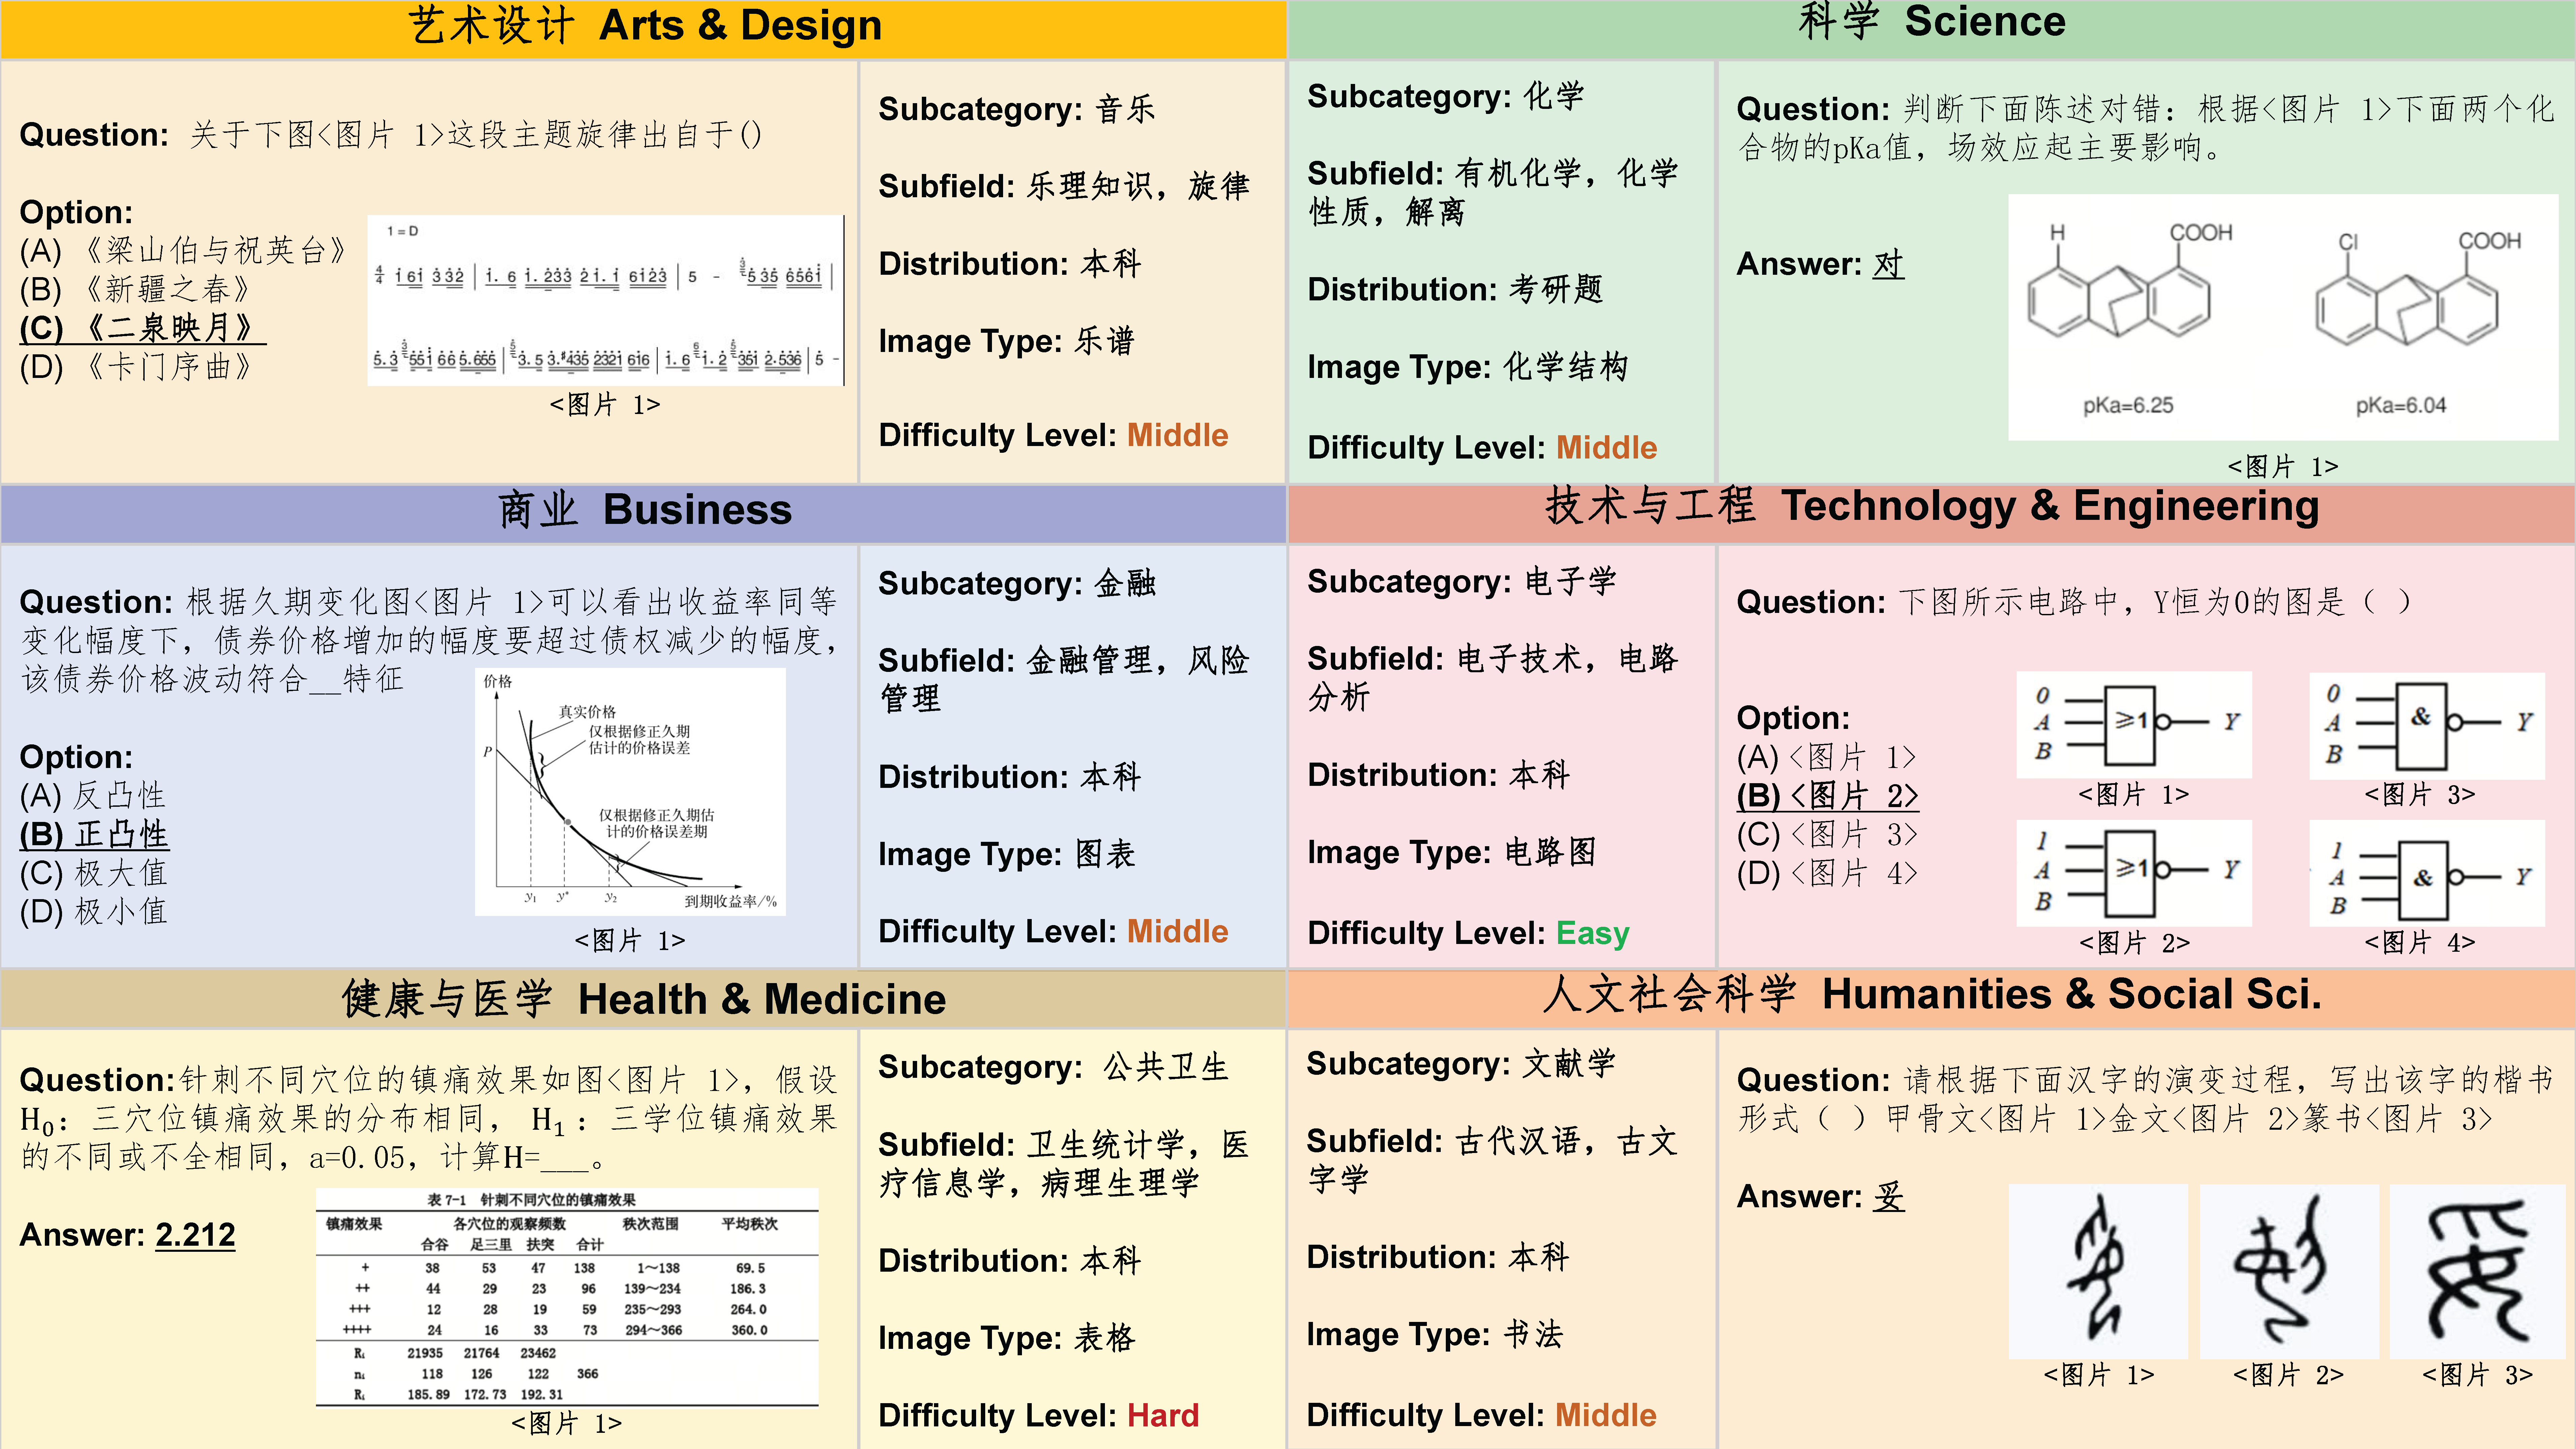 艺术设计 Arts & Design
Question: 关于下图<图片 1>这段主题旋律出自于()
Option:
(A) 《梁山伯与祝英台》
(B) 《新疆之春》
(C) 《二泉映月》
(D) 《卡门序曲》
1=D
<图片 1>
Subcategory: 音乐
Subfield: 乐理知识，旋律
Distribution: 本科
Image Type: 乐谱
Difficulty Level: Middle
科学 Science
Subcategory: 化学
Subfield: 有机化学，化学
性质，解离
Distribution: 考研题
Image Type: 化学结构
Difficulty Level: Middle
Question: 判断下面陈述对错：根据<图片 1>下面两个化
合物的pKa值，场效应起主要影响。
Answer: 对
H COOH Cl COOH
pKa=6.25 pKa=6.04
<图片 1>
商业 Business
Question: 根据久期变化图<图片 1>可以看出收益率同等
变化幅度下，债券价格增加的幅度要超过债权减少的幅度，
该债券价格波动符合__特征
Option:
(A) 反凸性
(B) 正凸性
(C) 极大值
(D) 极小值
价格
真实价格
仅根据修正久期
估计的价格误差
P
仅根据修正久期估
计的价格误差期
y₁ y* y₂
到期收益率/%
<图片 1>
Subcategory: 金融
Subfield: 金融管理，风险
管理
Distribution: 本科
Image Type: 图表
Difficulty Level: Middle
技术与工程 Technology & Engineering
Subcategory: 电子学
Subfield: 电子技术，电路
分析
Distribution: 本科
Image Type: 电路图
Difficulty Level: Easy
Question: 下图所示电路中，Y恒为0的图是（ ）
Option:
(A) <图片 1>
(B) <图片 2>
(C) <图片 3>
(D) <图片 4>
0 A B ≥1 Y
<图片 1>
0 A B & Y
<图片 3>
1 A B ≥1 Y
<图片 2>
1 A B & Y
<图片 4>
健康与医学 Health & Medicine
Question:针刺不同穴位的镇痛效果如图<图片 1>，假设
H₀：三穴位镇痛效果的分布相同， H₁：三学位镇痛效果
的不同或不全相同，a=0.05，计算H=___。
Answer: 2.212
表 7-1 针刺不同穴位的镇痛效果
镇痛效果 各穴位的观察频数 秩次范围 平均秩次
合谷 足三里 扶突 合计
+ 38 53 47 138 1～138 69.5
++ 44 29 23 96 139～234 186.3
+++ 12 28 19 59 235～293 264.0
++++ 24 16 33 73 294～366 360.0
Rᵢ 21935 21764 23462
nᵢ 118 126 122 366
Rᵢ 185.89 172.73 192.31
<图片 1>
Subcategory: 公共卫生
Subfield: 卫生统计学，医
疗信息学，病理生理学
Distribution: 本科
Image Type: 表格
Difficulty Level: Hard
人文社会科学 Humanities & Social Sci.
Subcategory: 文献学
Subfield: 古代汉语，古文
字学
Distribution: 本科
Image Type: 书法
Difficulty Level: Middle
Question: 请根据下面汉字的演变过程，写出该字的楷书
形式（ ）甲骨文<图片 1>金文<图片 2>篆书<图片 3>
Answer: 妥
<图片 1> <图片 2> <图片 3>